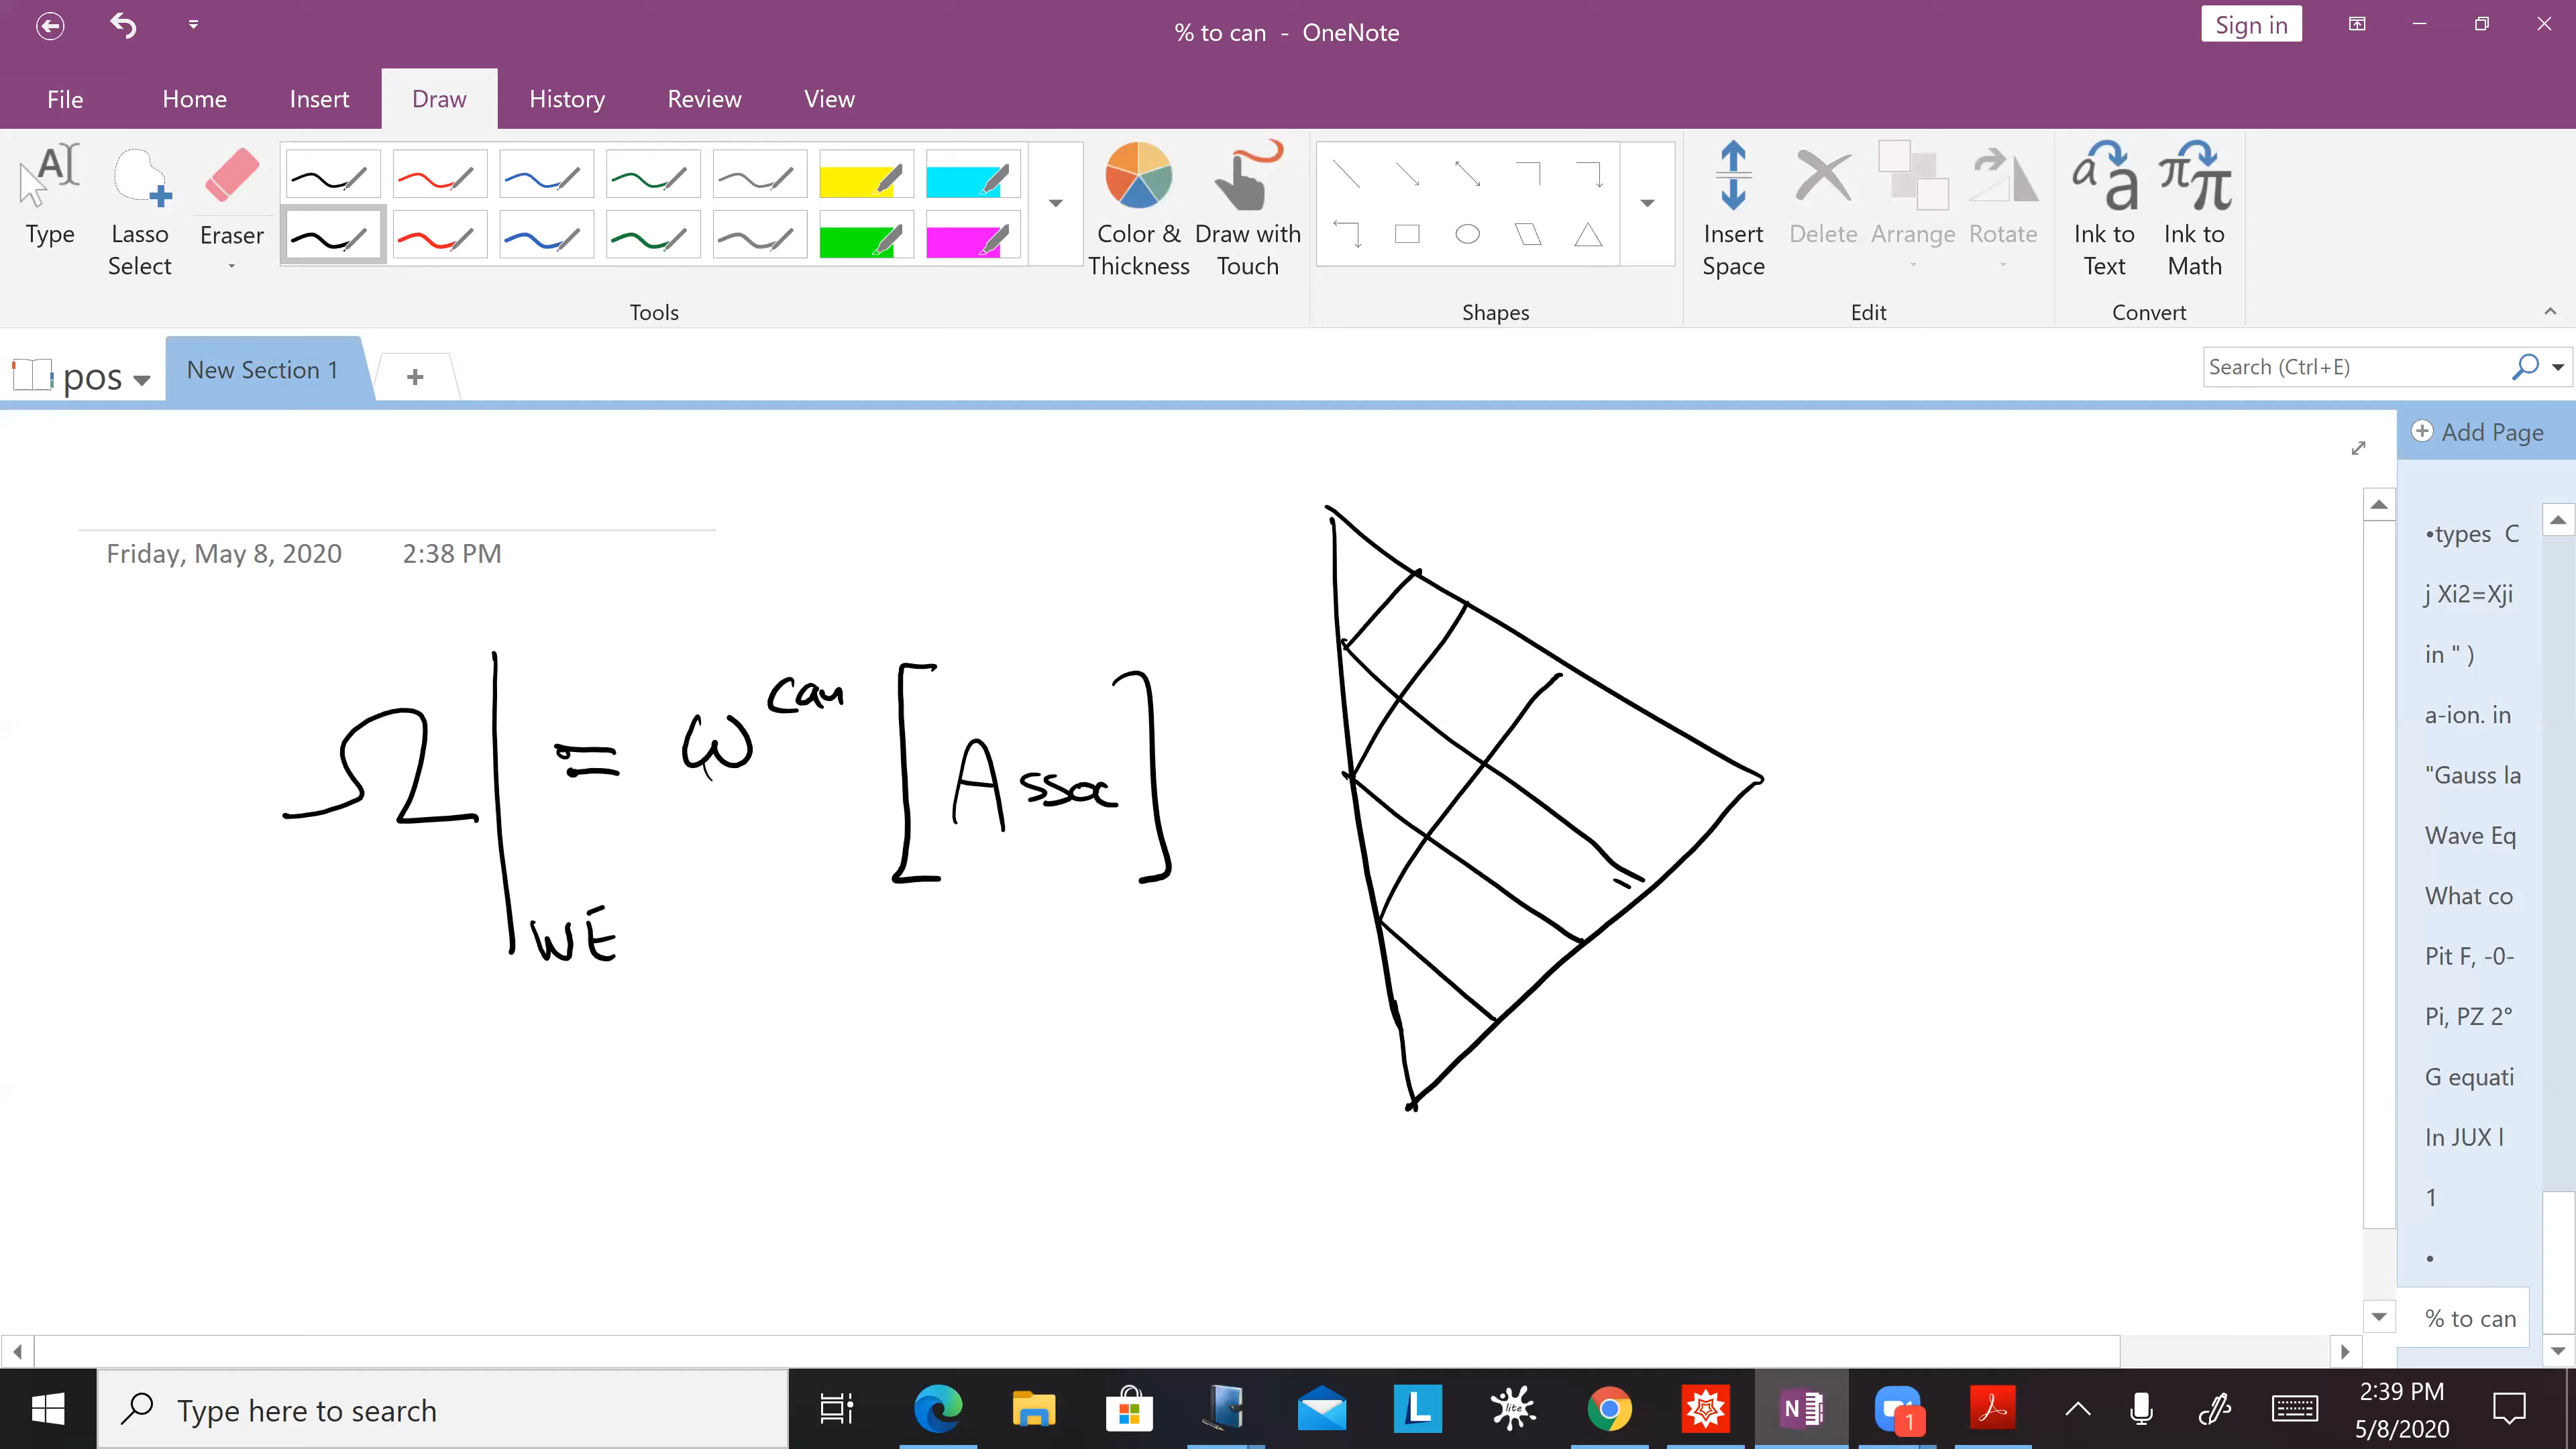 % to can - OneNote
Sign in
File Home Insert Draw History Review View
Type
Lasso Select
Eraser
Color & Thickness
Draw with Touch
Insert Space
Delete
Arrange
Rotate
Ink to Text
Ink to Math
Tools
Shapes
Edit
Convert
pos
New Section 1
+
Search (Ctrl+E)
Add Page
Friday, May 8, 2020 2:38 PM
Ω|WE = ω^can [Assoc]
•types C
j Xi2=Xji
in " )
a-ion. in
"Gauss la
Wave Eq
What co
Pit F, -0-
Pi, PZ 2°
G equati
In JUX l
1
•
% to can
Type here to search
L
lite
N
1
2:39 PM
5/8/2020